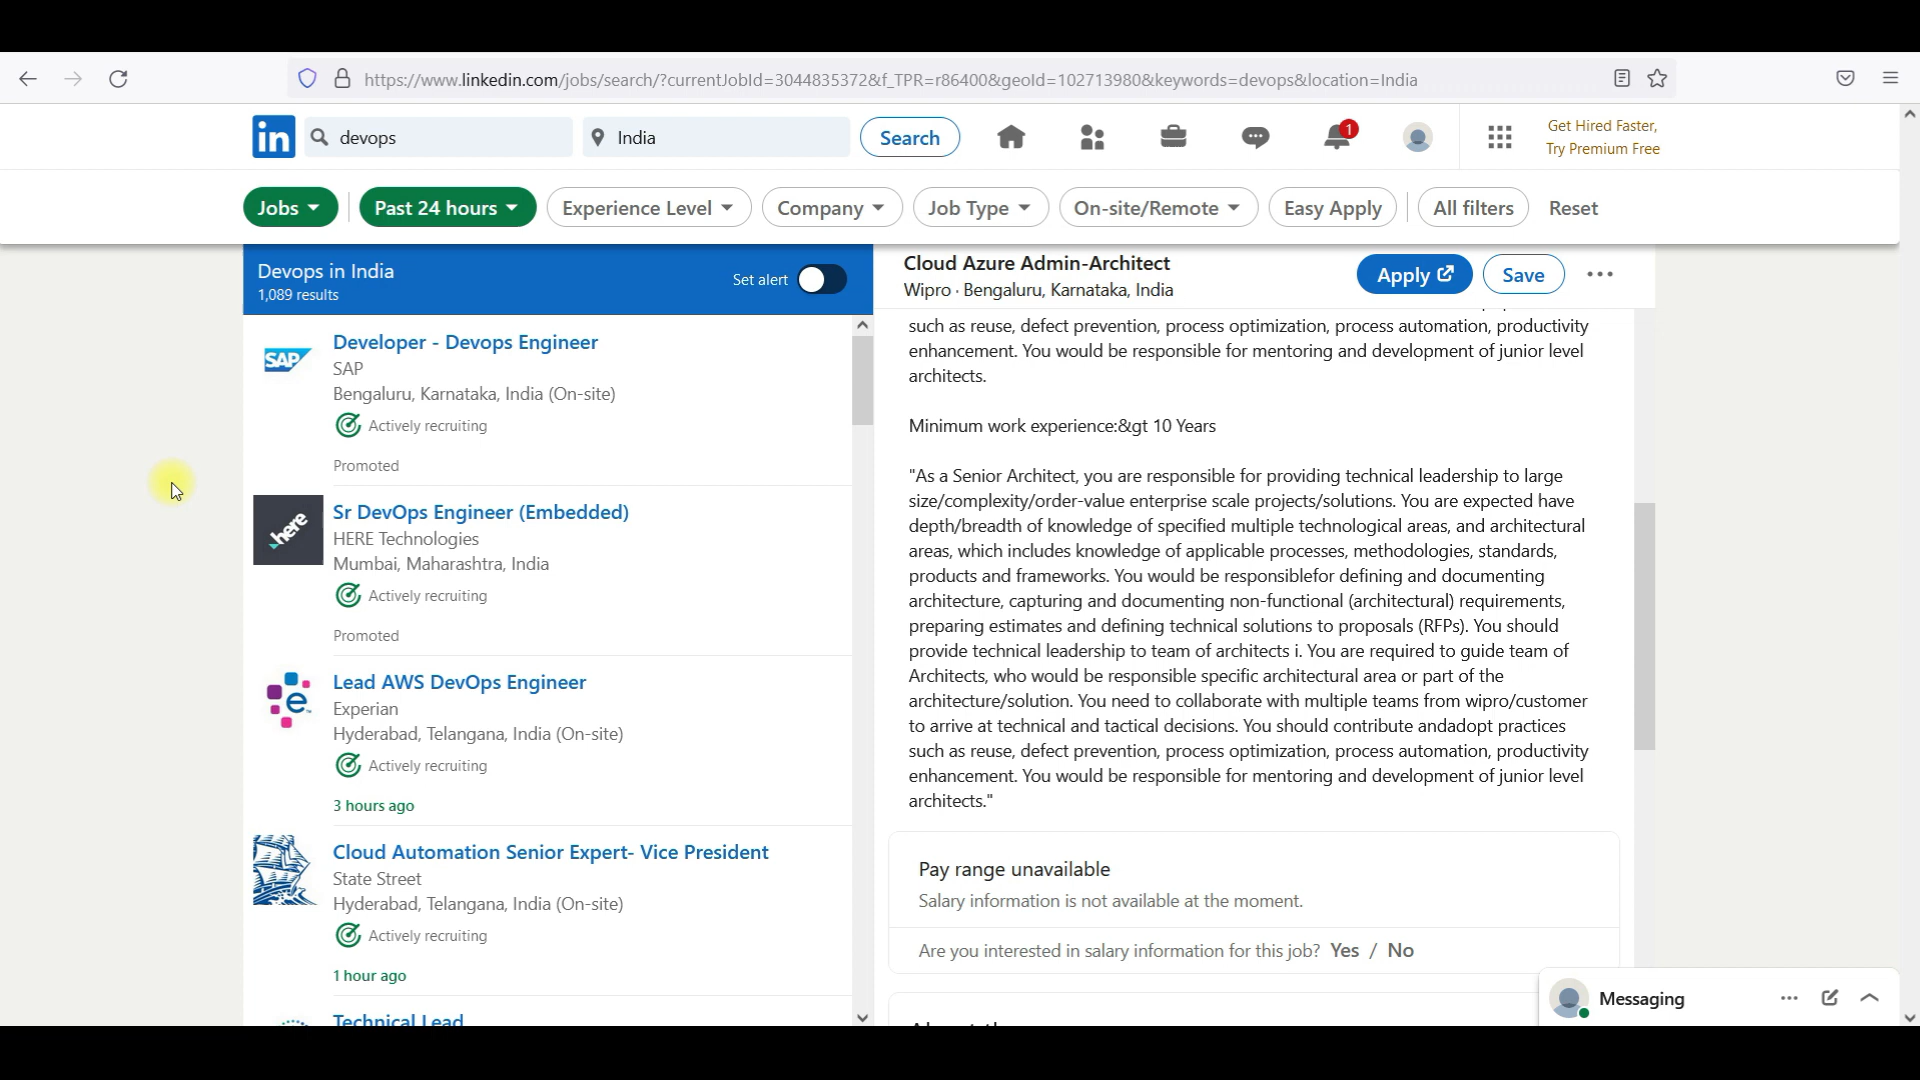 https://www.linkedin.com/jobs/search/?currentJobId=3044835372&f_TPR=r86400&geoId=102713980&keywords=devops&location=India
in
devops
India
Search
1
Get Hired Faster,
Try Premium Free
Jobs
Past 24 hours
Experience Level
Company
Job Type
On-site/Remote
Easy Apply
All filters
Reset
Devops in India
1,089 results
Set alert
SAP
Developer - Devops Engineer
SAP
Bengaluru, Karnataka, India (On-site)
Actively recruiting
Promoted
here
Sr DevOps Engineer (Embedded)
HERE Technologies
Mumbai, Maharashtra, India
Actively recruiting
Promoted
e
Lead AWS DevOps Engineer
Experian
Hyderabad, Telangana, India (On-site)
Actively recruiting
3 hours ago
Cloud Automation Senior Expert- Vice President
State Street
Hyderabad, Telangana, India (On-site)
Actively recruiting
1 hour ago
Technical Lead
Cloud Azure Admin-Architect
Wipro · Bengaluru, Karnataka, India
Apply
Save
such as reuse, defect prevention, process optimization, process automation, productivity
enhancement. You would be responsible for mentoring and development of junior level
architects.
Minimum work experience:&gt 10 Years
"As a Senior Architect, you are responsible for providing technical leadership to large
size/complexity/order-value enterprise scale projects/solutions. You are expected have
depth/breadth of knowledge of specified multiple technological areas, and architectural
areas, which includes knowledge of applicable processes, methodologies, standards,
products and frameworks. You would be responsiblefor defining and documenting
architecture, capturing and documenting non-functional (architectural) requirements,
preparing estimates and defining technical solutions to proposals (RFPs). You should
provide technical leadership to team of architects i. You are required to guide team of
Architects, who would be responsible specific architectural area or part of the
architecture/solution. You need to collaborate with multiple teams from wipro/customer
to arrive at technical and tactical decisions. You should contribute andadopt practices
such as reuse, defect prevention, process optimization, process automation, productivity
enhancement. You would be responsible for mentoring and development of junior level
architects."
Pay range unavailable
Salary information is not available at the moment.
Are you interested in salary information for this job? Yes / No
Messaging